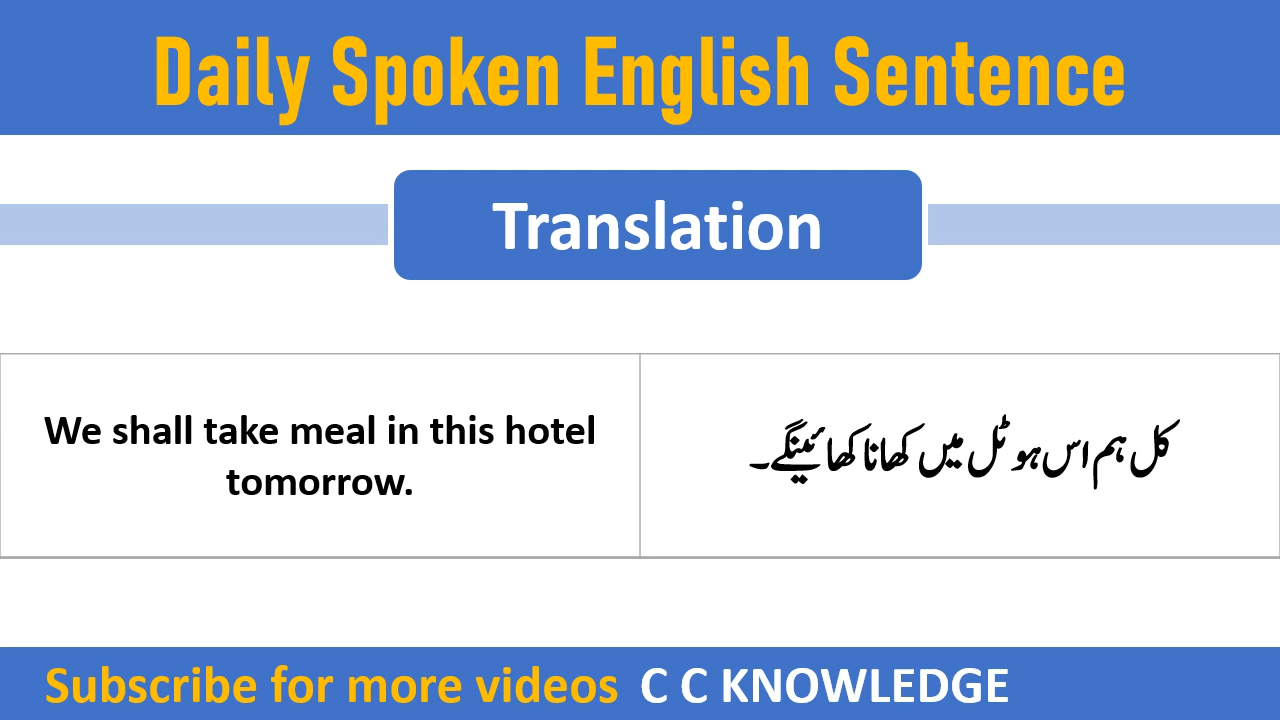 Daily Spoken English Sentence
Translation
We shall take meal in this hotel
tomorrow.
کل ہم اس ہوٹل میں کھانا کھائینگے۔
Subscribe for more videos C C KNOWLEDGE